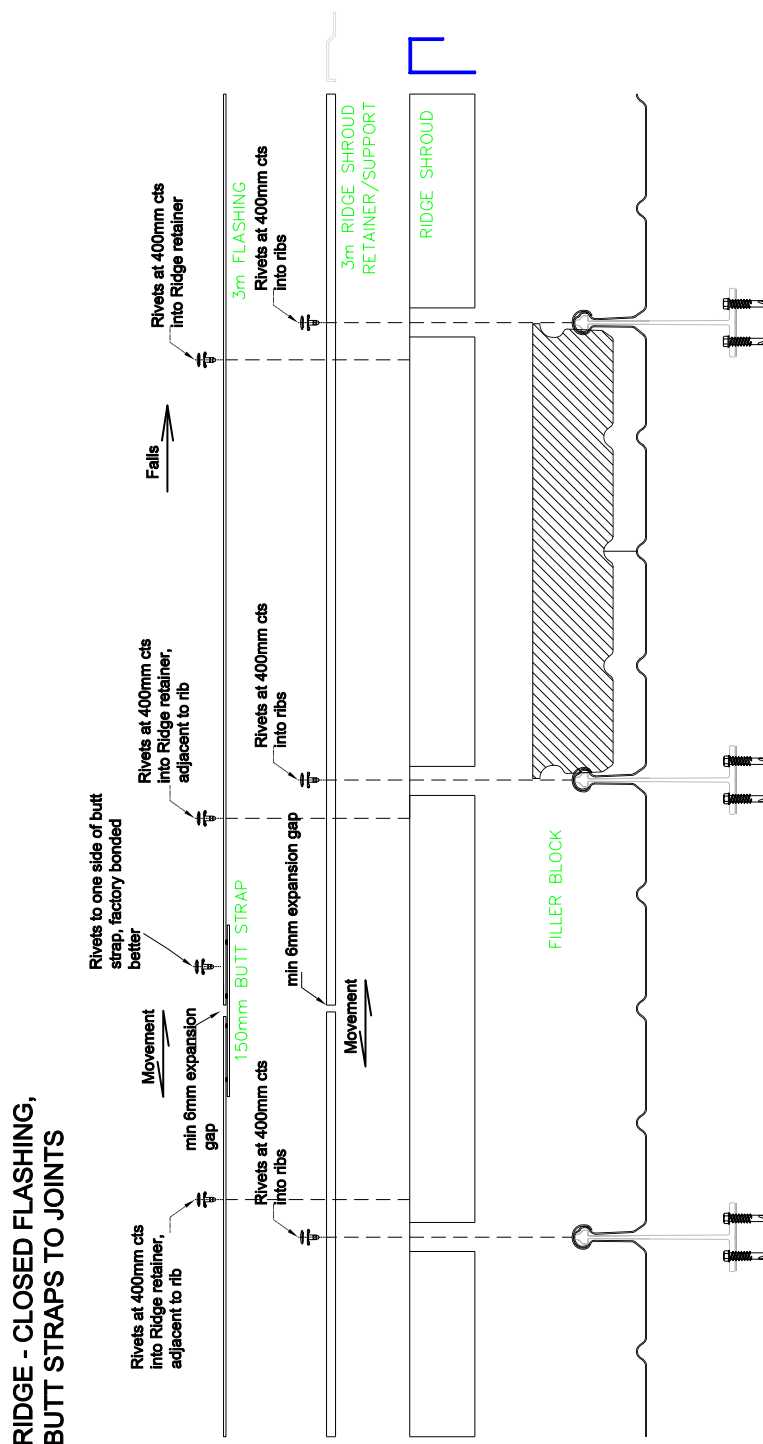 RIDGE - CLOSED FLASHING,
BUTT STRAPS TO JOINTS
Rivets at 400mm cts
into Ridge retainer,
adjacent to rib
Movement
min 6mm expansion
gap
Rivets to one side of butt
strap, factory bonded
better
150mm BUTT STRAP
Rivets at 400mm cts
into Ridge retainer,
adjacent to rib
Falls
Rivets at 400mm cts
into Ridge retainer
3m FLASHING
Rivets at 400mm cts
into ribs
Movement
min 6mm expansion gap
Rivets at 400mm cts
into ribs
Rivets at 400mm cts
into ribs
3m RIDGE SHROUD
RETAINER/SUPPORT
RIDGE SHROUD
FILLER BLOCK